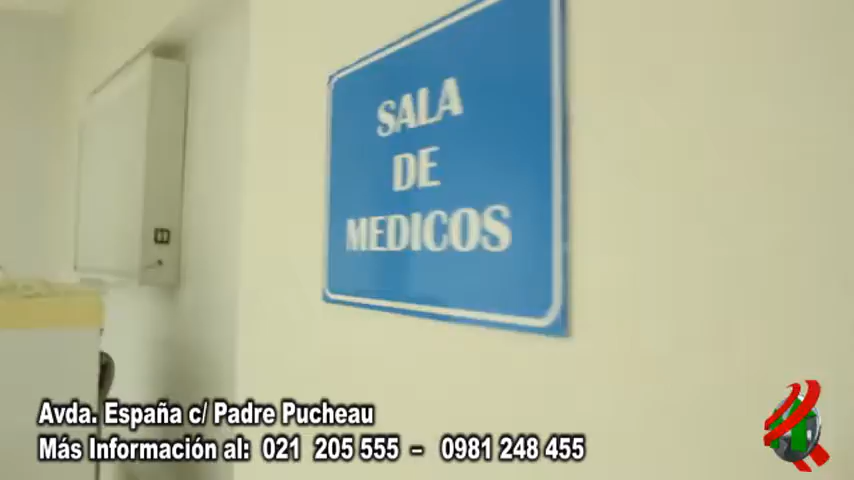 SALA
DE
MEDICOS
Avda. España c/ Padre Pucheau
Más Información al: 021 205 555 - 0981 248 455